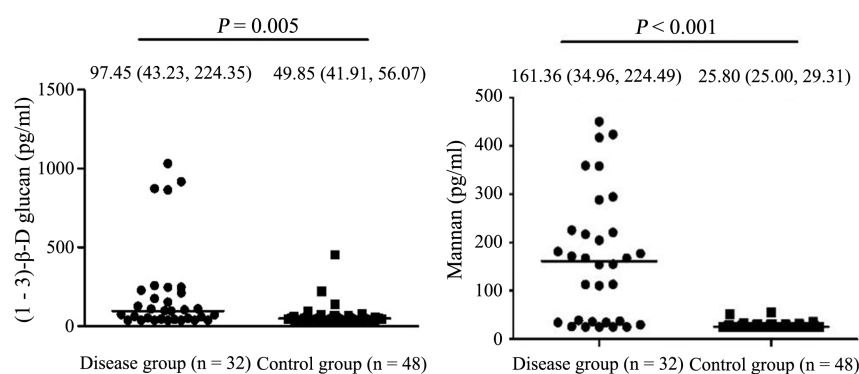 P = 0.005
97.45 (43.23, 224.35) 49.85 (41.91, 56.07)
(1 - 3)-β-D glucan (pg/ml)
1500
1000
500
0
Disease group (n = 32) Control group (n = 48)
P < 0.001
161.36 (34.96, 224.49) 25.80 (25.00, 29.31)
Mannan (pg/ml)
500
400
300
200
100
0
Disease group (n = 32) Control group (n = 48)